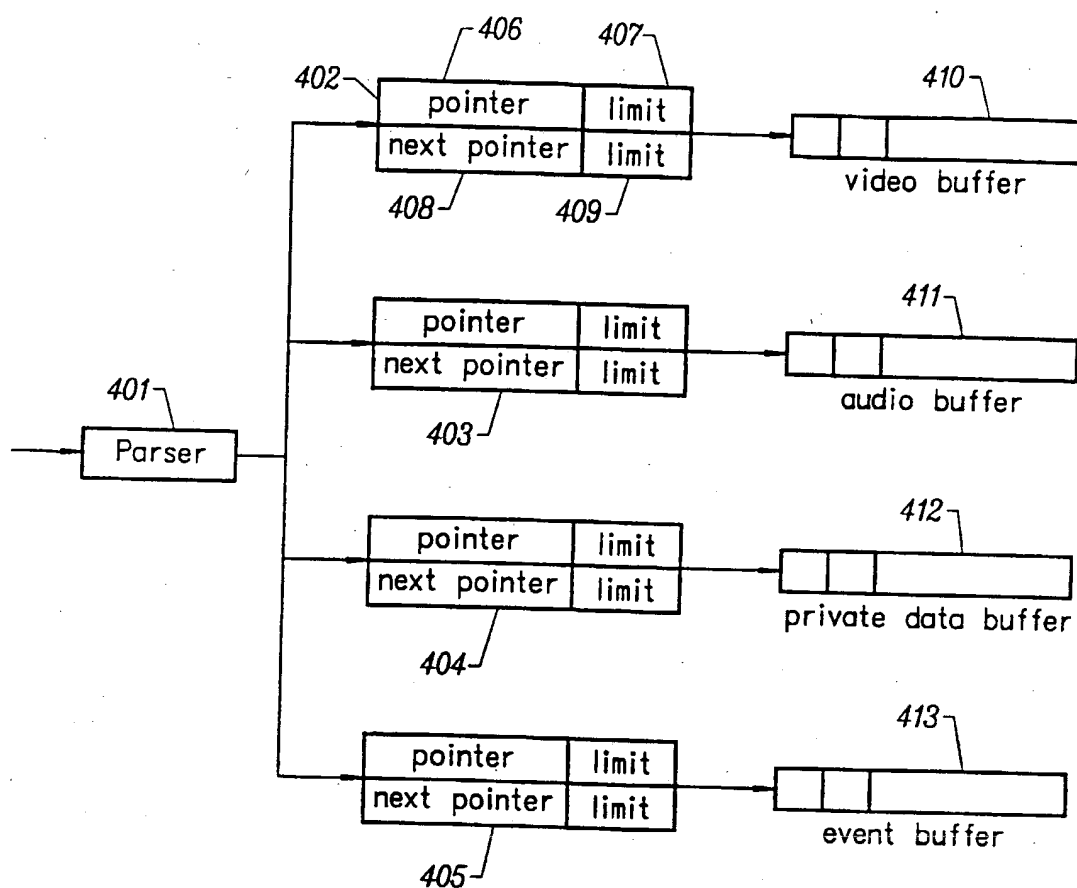 406
407
402
410
pointer limit
next pointer limit
video buffer
408
409
411
pointer limit
next pointer limit
audio buffer
401
403
Parser
412
pointer limit
next pointer limit
private data buffer
404
413
pointer limit
next pointer limit
event buffer
405